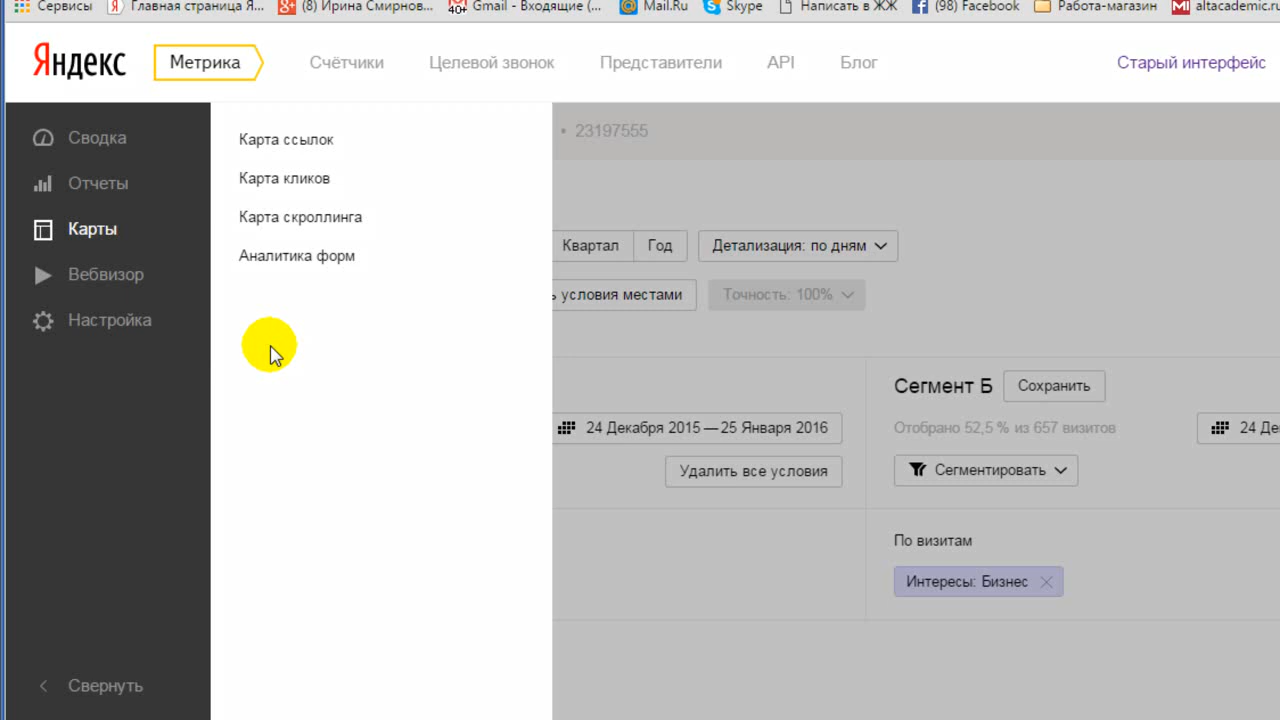 Сервисы Главная страница Я... (8) Ирина Смирнов... 40+ Gmail - Входящие (... Mail.Ru Skype Написать в ЖЖ (98) Facebook Работа-магазин altacademic.ru
Яндекс Метрика Счётчики Целевой звонок Представители API Блог Старый интерфейс
Сводка
Отчеты
Карты
Вебвизор
Настройка
Свернуть
Карта ссылок
Карта кликов
Карта скроллинга
Аналитика форм
• 23197555
Квартал Год Детализация: по дням
ь условия местами Точность: 100%
24 Декабря 2015 — 25 Января 2016
Удалить все условия
Сегмент Б Сохранить
Отобрано 52,5 % из 657 визитов 24 Де
Сегментировать
По визитам
Интересы: Бизнес